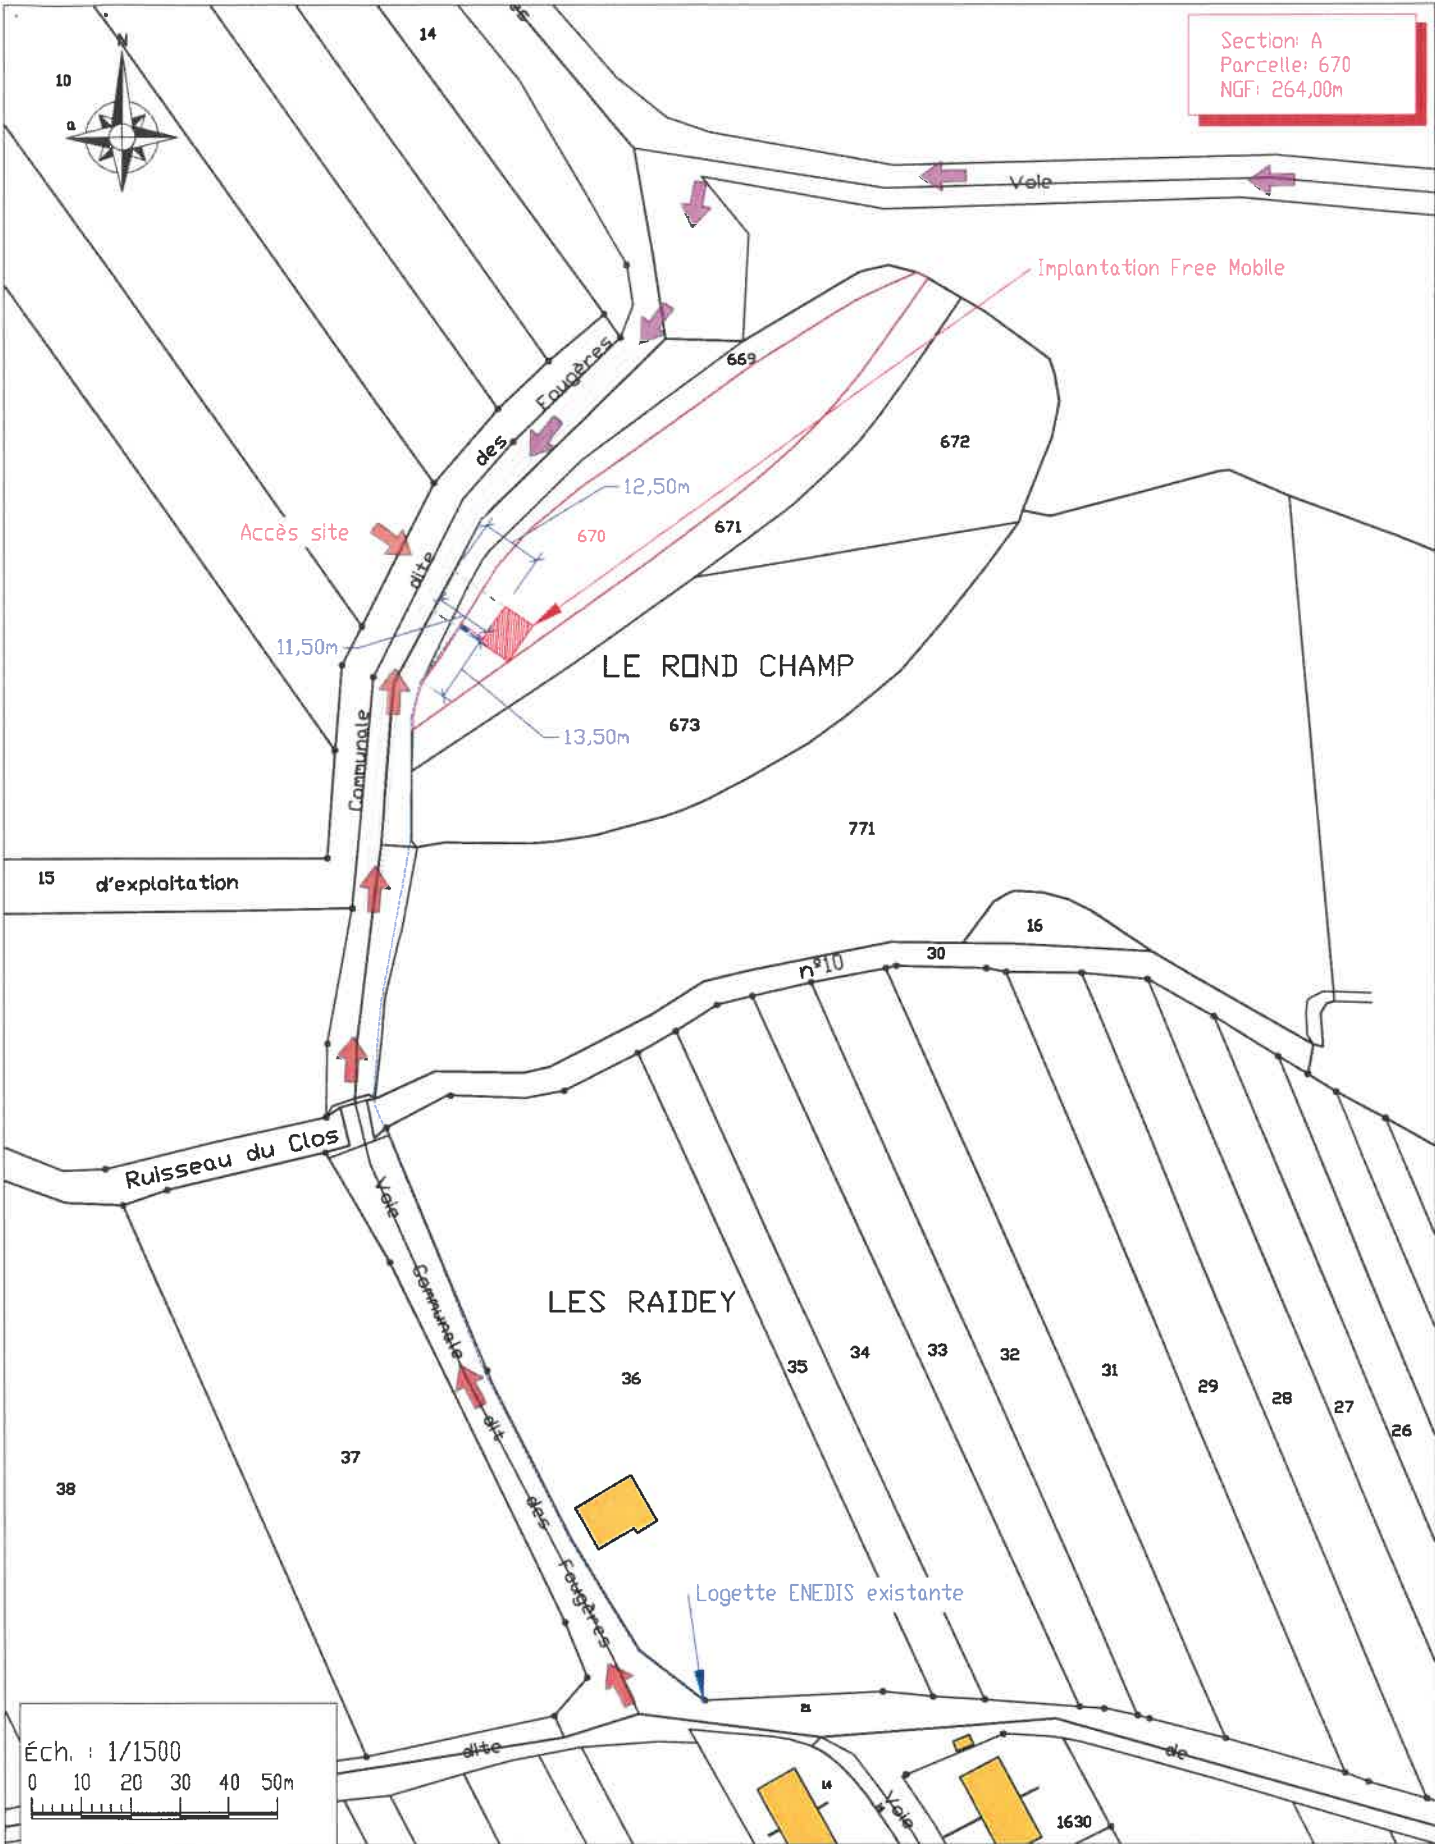 Section: A
Parcelle: 670
NGF: 264,00m
N
14
10
Voie
Implantation Free Mobile
669
Fougères
des
672
12,50m
671
670
Accès site
dite
11,50m
LE ROND CHAMP
673
13,50m
Communale
771
15
d'exploitation
16
30
n°10
Ruisseau du Clos
Voie
Communale
LES RAIDEY
36
35
34
33
32
31
29
28
27
26
dit
37
38
des
Fougères
Logette ENEDIS existante
21
dite
de
14
Voie
1630
Éch. : 1/1500
0 10 20 30 40 50m